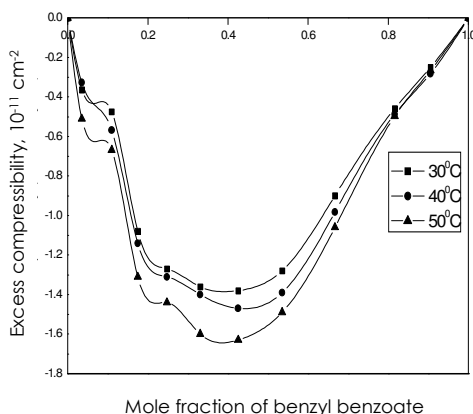 0.0 0.2 0.4 0.6 0.8 1.0
0.0
-0.2
-0.4
-0.6
-0.8
-1.0
-1.2
-1.4
-1.6
-1.8
Excess compressibility, 10⁻¹¹ cm⁻²
30⁰C
40⁰C
50⁰C
Mole fraction of benzyl benzoate